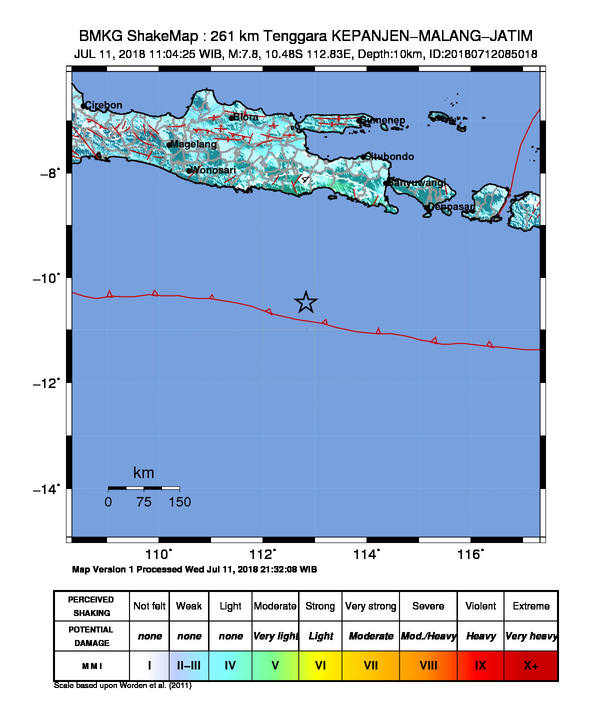 BMKG ShakeMap : 261 km Tenggara KEPANJEN−MALANG−JATIM
JUL 11, 2018 11:04:25 WIB, M:7.8, 10.48S 112.83E, Depth:10km, ID:20180712085018
Cirebon
Blora
Sumenep
Magelang
Situbondo
Wonosari
4
Banyuwangi
Denpasar
−8°
−10°
−12°
−14°
km
0 75 150
110° 112° 114° 116°
Map Version 1 Processed Wed Jul 11, 2018 21:32:08 WIB
PERCEIVED SHAKING Not felt Weak Light Moderate Strong Very strong Severe Violent Extreme
POTENTIAL DAMAGE none none none Very light Light Moderate Mod./Heavy Heavy Very heavy
MMI I II−III IV V VI VII VIII IX X+
Scale based upon Worden et al. (2011)